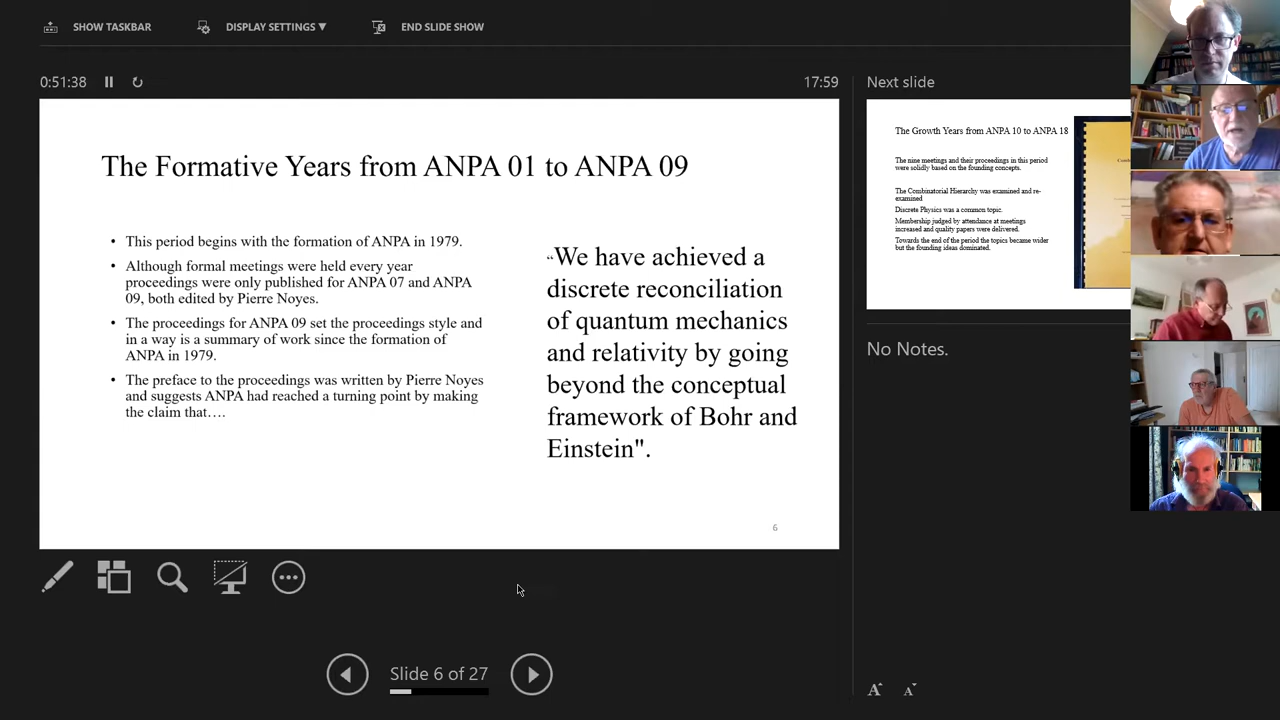 SHOW TASKBAR
DISPLAY SETTINGS ▼
END SLIDE SHOW
0:51:38
17:59
The Formative Years from ANPA 01 to ANPA 09
• This period begins with the formation of ANPA in 1979.
• Although formal meetings were held every year
proceedings were only published for ANPA 07 and ANPA
09, both edited by Pierre Noyes.
• The proceedings for ANPA 09 set the proceedings style and
in a way is a summary of work since the formation of
ANPA in 1979.
• The preface to the proceedings was written by Pierre Noyes
and suggests ANPA had reached a turning point by making
the claim that….
“We have achieved a
discrete reconciliation
of quantum mechanics
and relativity by going
beyond the conceptual
framework of Bohr and
Einstein".
6
Next slide
The Growth Years from ANPA 10 to ANPA 18
The nine meetings and their proceedings in this period
were solidly based on the founding concepts.
The Combinatorial Hierarchy was examined and re-
examined
Discrete Physics was a common topic.
Membership judged by attendance at meetings
increased and quality papers were delivered.
Towards the end of the period the topics became wider
but the founding ideas dominated.
No Notes.
Slide 6 of 27
A A